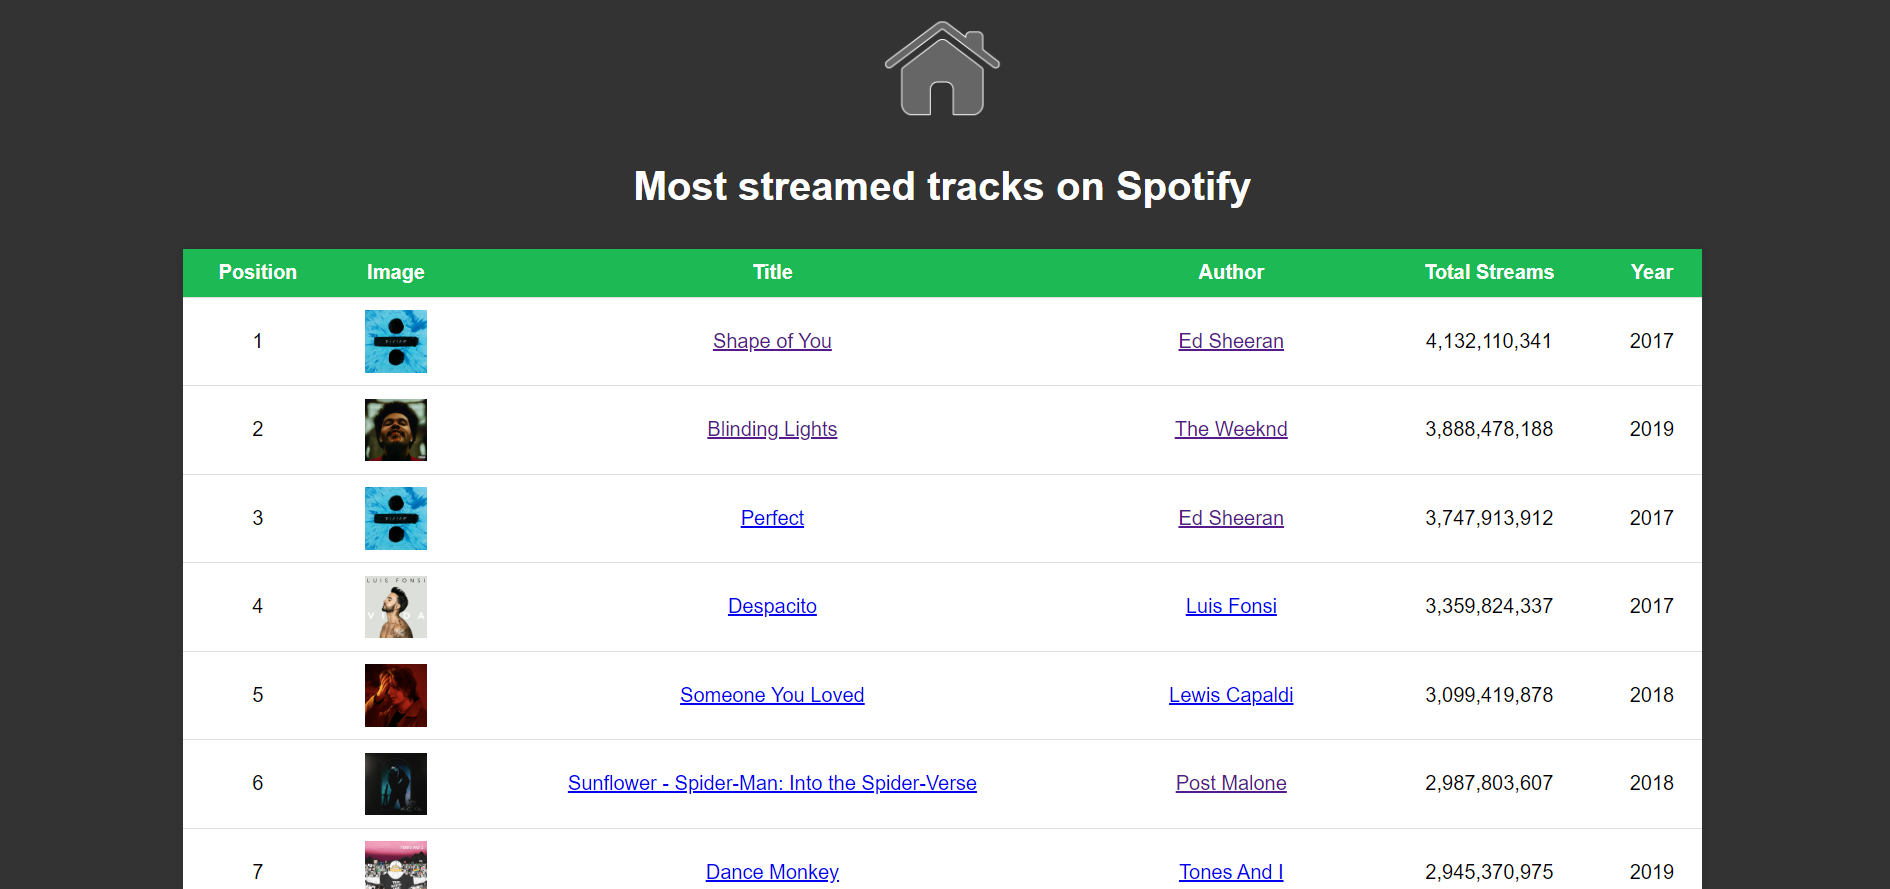 Most streamed tracks on Spotify
Position Image Title Author Total Streams Year
1 Shape of You Ed Sheeran 4,132,110,341 2017
2 Blinding Lights The Weeknd 3,888,478,188 2019
3 Perfect Ed Sheeran 3,747,913,912 2017
LUIS FONSI
4 Despacito Luis Fonsi 3,359,824,337 2017
5 Someone You Loved Lewis Capaldi 3,099,419,878 2018
6 Sunflower - Spider-Man: Into the Spider-Verse Post Malone 2,987,803,607 2018
7 Dance Monkey Tones And I 2,945,370,975 2019